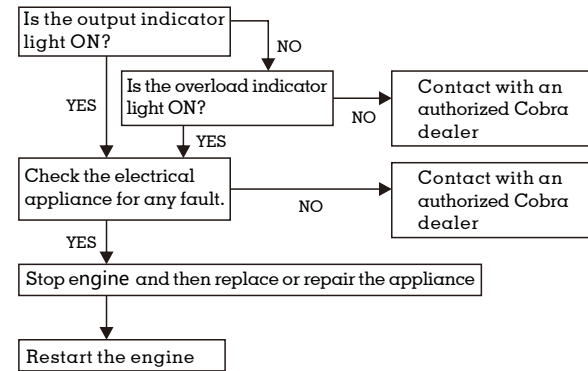 Is the output indicator
light ON?
NO
Is the overload indicator
light ON?
YES
NO
Contact with an
authorized Cobra
dealer
YES
Check the electrical
appliance for any fault.
NO
Contact with an
authorized Cobra
dealer
YES
Stop engine and then replace or repair the appliance
Restart the engine